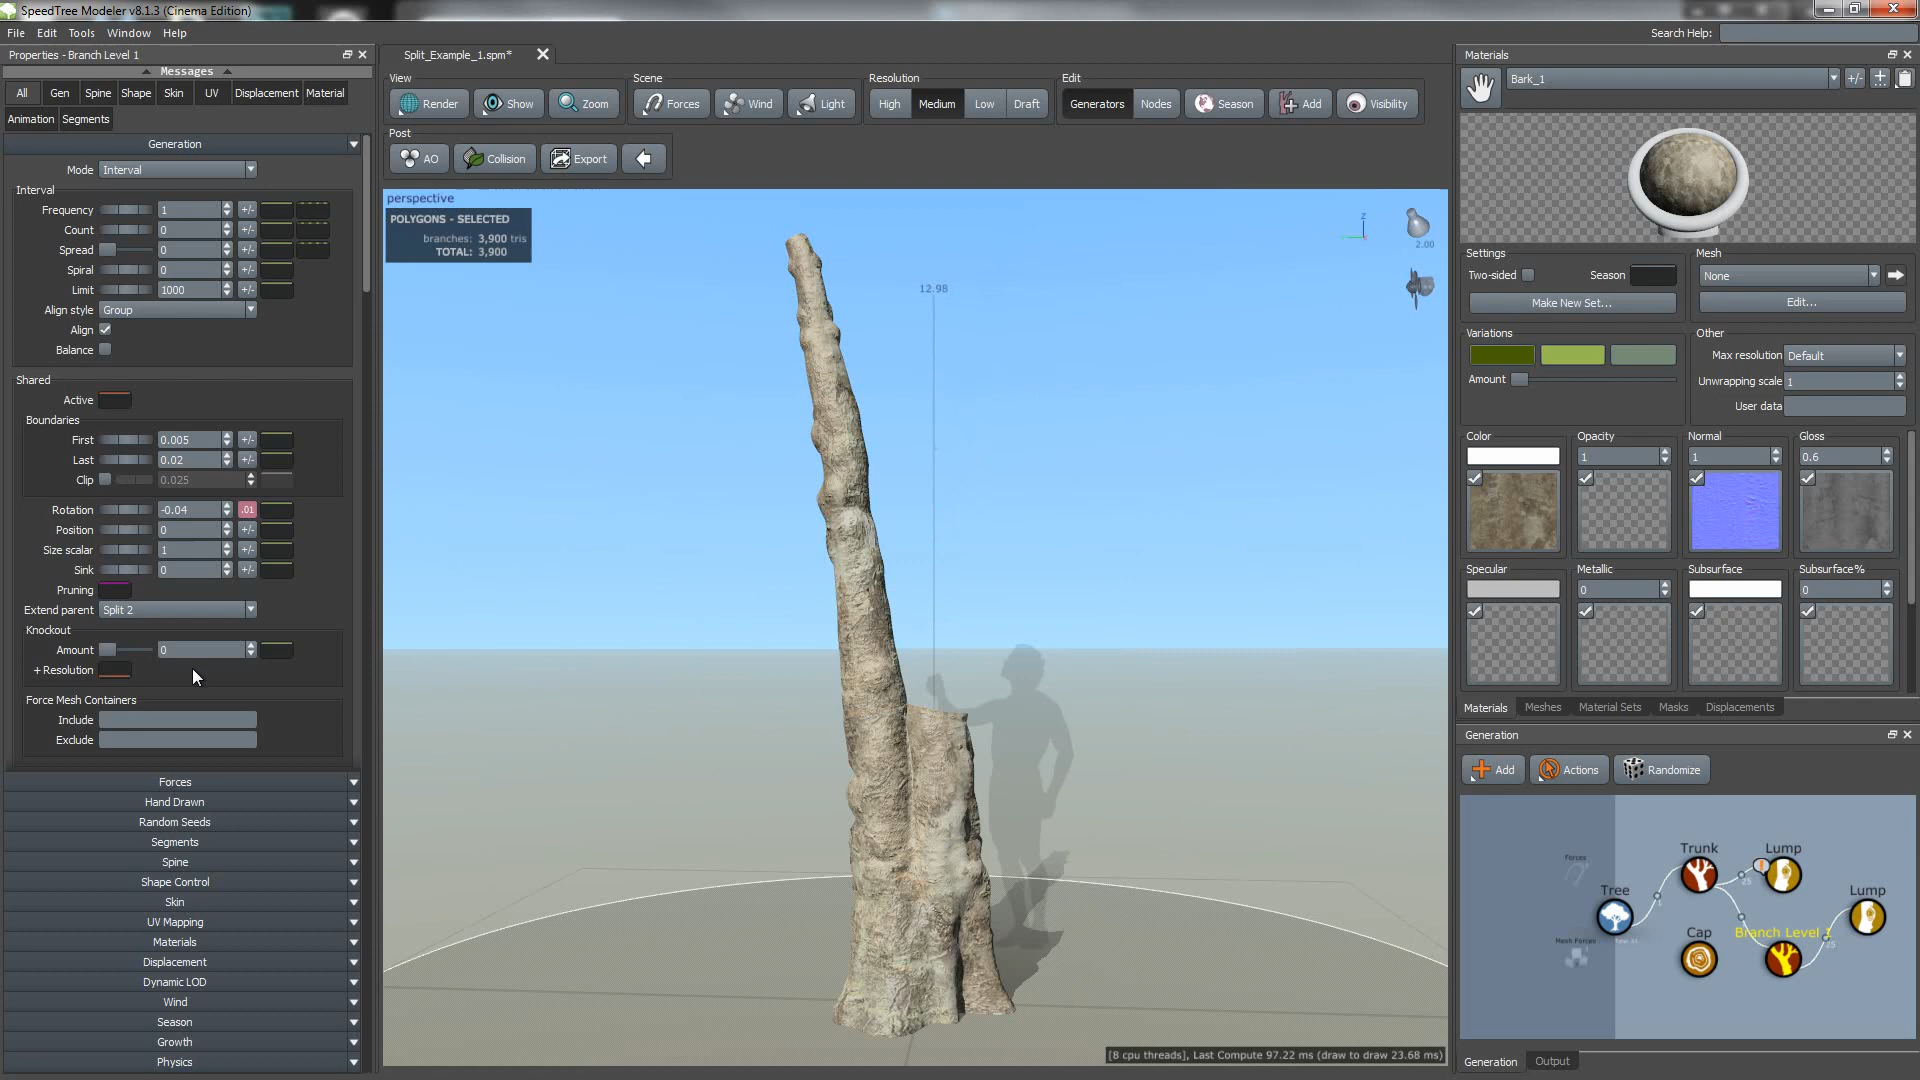 SpeedTree Modeler v8.1.3 (Cinema Edition)
File Edit Tools Window Help
Search Help:
Properties - Branch Level 1
Messages
All Gen Spine Shape Skin UV Displacement Material
Animation Segments
Generation
Mode Interval
Interval
Frequency 1 +/-
Count 0 +/-
Spread 0 +/-
Spiral 0 +/-
Limit 1000 +/-
Align style Group
Align
Balance
Shared
Active
Boundaries
First 0.005 +/-
Last 0.02 +/-
Clip 0.025
Rotation -0.04 .01
Position 0 +/-
Size scalar 1 +/-
Sink 0 +/-
Pruning
Extend parent Split 2
Knockout
Amount 0
+ Resolution
Force Mesh Containers
Include
Exclude
Forces
Hand Drawn
Random Seeds
Segments
Spine
Shape Control
Skin
UV Mapping
Materials
Displacement
Dynamic LOD
Wind
Season
Growth
Physics
Split_Example_1.spm*
View Scene Resolution Edit
Render Show Zoom Forces Wind Light High Medium Low Draft Generators Nodes Season Add Visibility
Post
AO Collision Export
perspective
POLYGONS - SELECTED
branches: 3,900 tris
TOTAL: 3,900
z
2.00
12.98
[8 cpu threads], Last Compute 97.22 ms (draw to draw 23.68 ms)
Materials
Bark_1 +/-
Settings Mesh
Two-sided Season None
Make New Set... Edit...
Variations Other
Max resolution Default
Amount Unwrapping scale 1
User data
Color Opacity Normal Gloss
1 1 0.6
Specular Metallic Subsurface Subsurface%
0 0
Materials Meshes Material Sets Masks Displacements
Generation
Add Actions Randomize
Trunk Lump
Forces
25
Tree Lump
1
Cap Branch Level 1
Mesh Forces
25
Generation Output